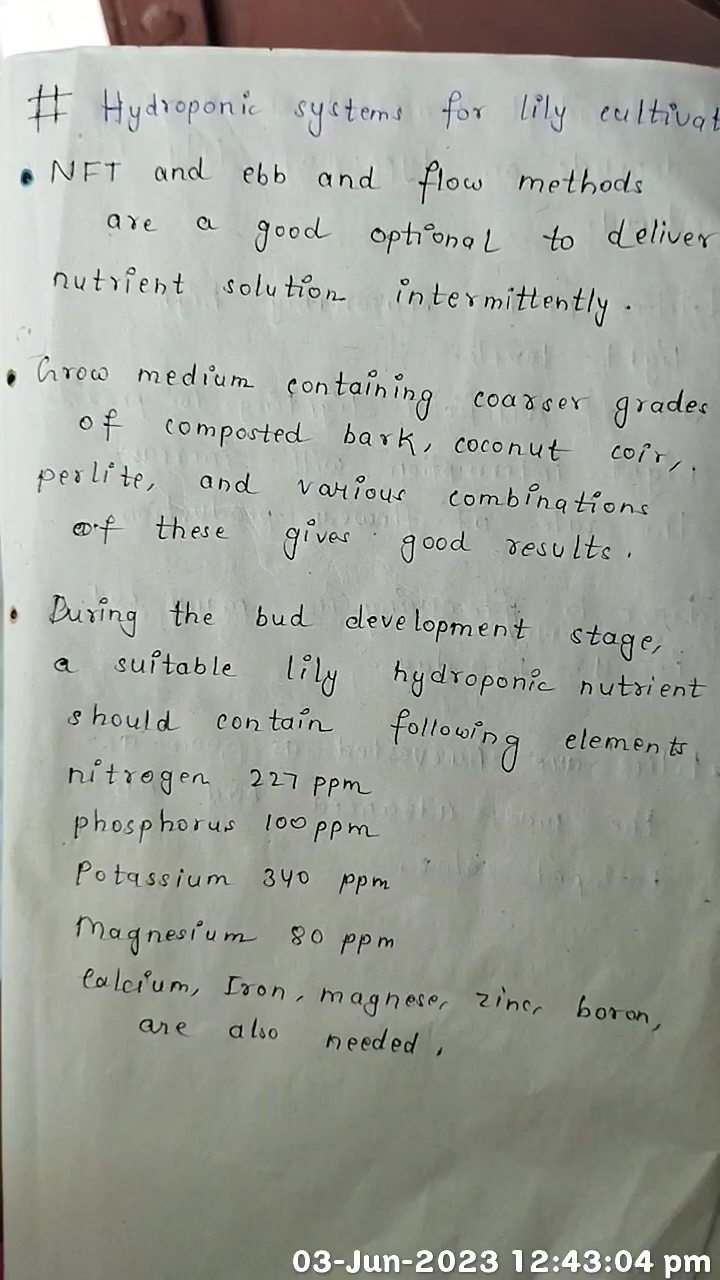 # Hydroponic systems for lily cultivat
• NFT and ebb and flow methods
are a good optional to deliver
nutrient solution intermittently.
• Grow medium containing coarser grades
of composted bark, coconut coir,.
perlite, and various combinations
of these gives good results.
• During the bud development stage,
a suitable lily hydroponic nutrient
should contain following elements.
nitrogen 227 ppm
phosphorus 100 ppm
Potassium 340 ppm
Magnesium 80 ppm
Calcium, Iron, magnese, zinc, boron,
are also needed,
03-Jun-2023 12:43:04 pm